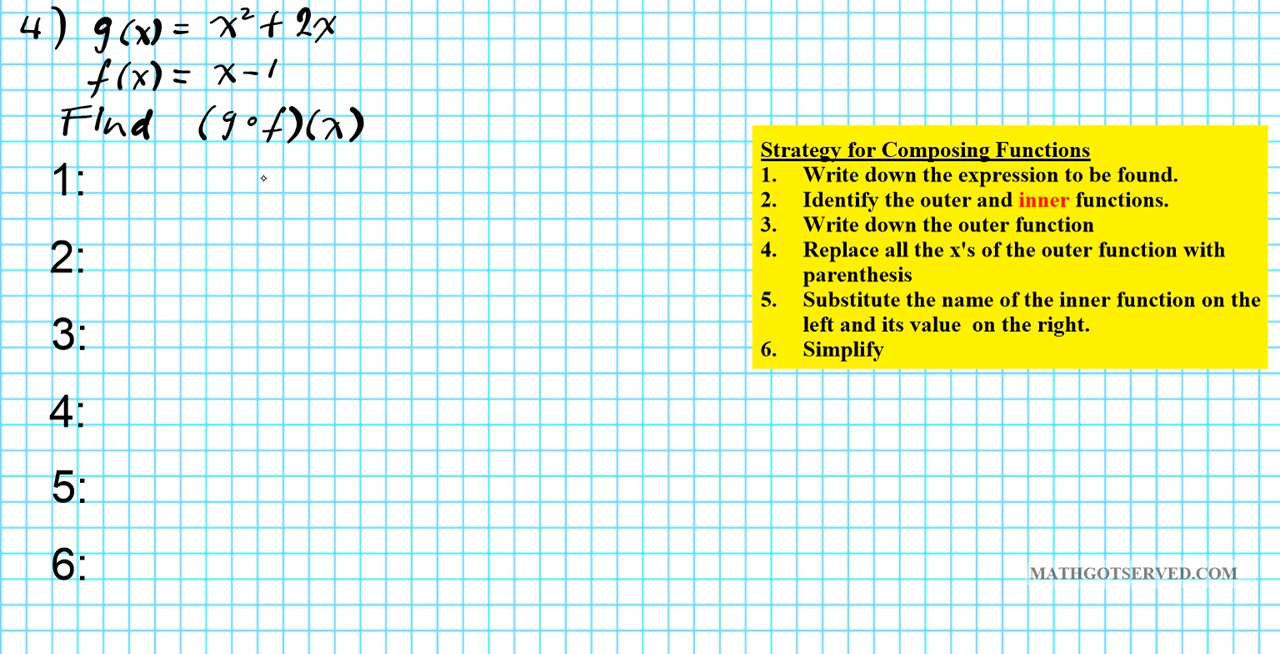 4) g(x) = x² + 2x
f(x) = x - 1
Find (g∘f)(x)
1:
2:
3:
4:
5:
6:
Strategy for Composing Functions
1. Write down the expression to be found.
2. Identify the outer and inner functions.
3. Write down the outer function
4. Replace all the x's of the outer function with
parenthesis
5. Substitute the name of the inner function on the
left and its value on the right.
6. Simplify
MATHGOTSERVED.COM